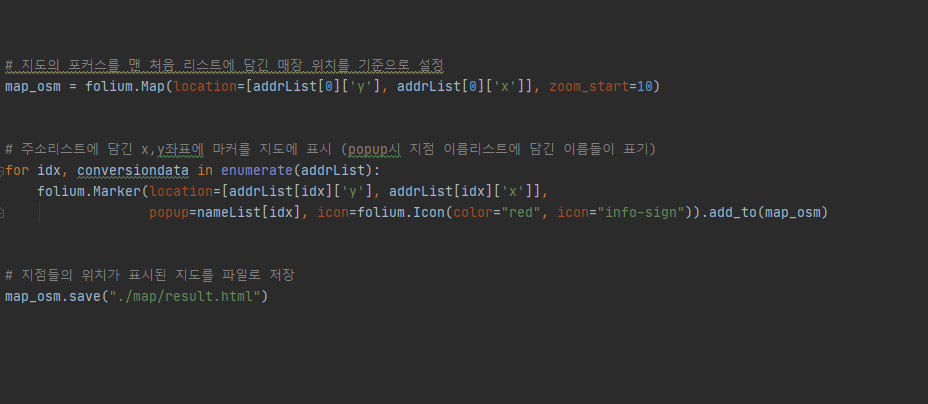 # 지도의 포커스를 맨 처음 리스트에 담긴 매장 위치를 기준으로 설정
map_osm = folium.Map(location=[addrList[0]['y'], addrList[0]['x']], zoom_start=10)
# 주소리스트에 담긴 x,y좌표에 마커를 지도에 표시 (popup시 지점 이름리스트에 담긴 이름들이 표기)
for idx, conversiondata in enumerate(addrList):
    folium.Marker(location=[addrList[idx]['y'], addrList[idx]['x']],
                  popup=nameList[idx], icon=folium.Icon(color="red", icon="info-sign")).add_to(map_osm)
# 지점들의 위치가 표시된 지도를 파일로 저장
map_osm.save("./map/result.html")